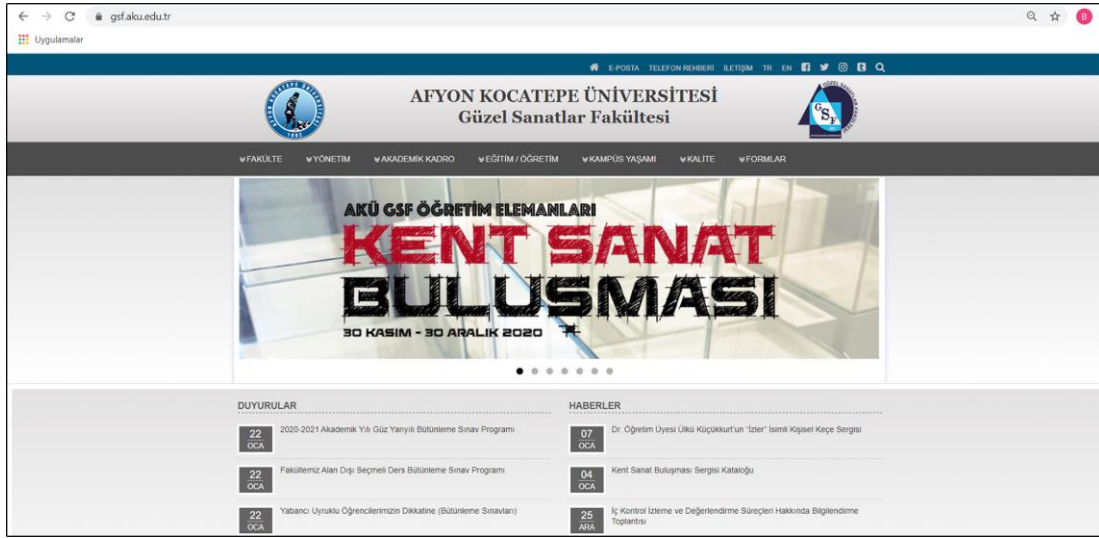 gsf.aku.edu.tr
B
Uygulamalar
E-POSTA TELEFON REHBERİ İLETİŞİM TR EN
AFYON KOCATEPE ÜNİVERSİTESİ
Güzel Sanatlar Fakültesi
GSF
FAKÜLTE YÖNETİM AKADEMİK KADRO EĞİTİM / ÖĞRETİM KAMPÜS YAŞAMI KALİTE FORMLAR
AKÜ GSF ÖĞRETİM ELEMANLARI
KENT SANAT
BULUSMASI
30 KASIM - 30 ARALIK 2020
DUYURULAR
22
OCA
2020-2021 Akademik Yılı Güz Yarıyılı Bütünleme Sınav Programı
22
OCA
Fakültemiz Alan Dışı Seçmeli Ders Bütünleme Sınav Programı
22
OCA
Yabancı Uyruklu Öğrencilerimizin Dikkatine (Bütünleme Sınavları)
HABERLER
07
OCA
Dr. Öğretim Üyesi Ülkü Küçükkurt'un "İzler" İsimli Kişisel Keçe Sergisi
04
OCA
Kent Sanat Buluşması Sergisi Kataloğu
25
ARA
İç Kontrol İzleme ve Değerlendirme Süreçleri Hakkında Bilgilendirme
Toplantısı